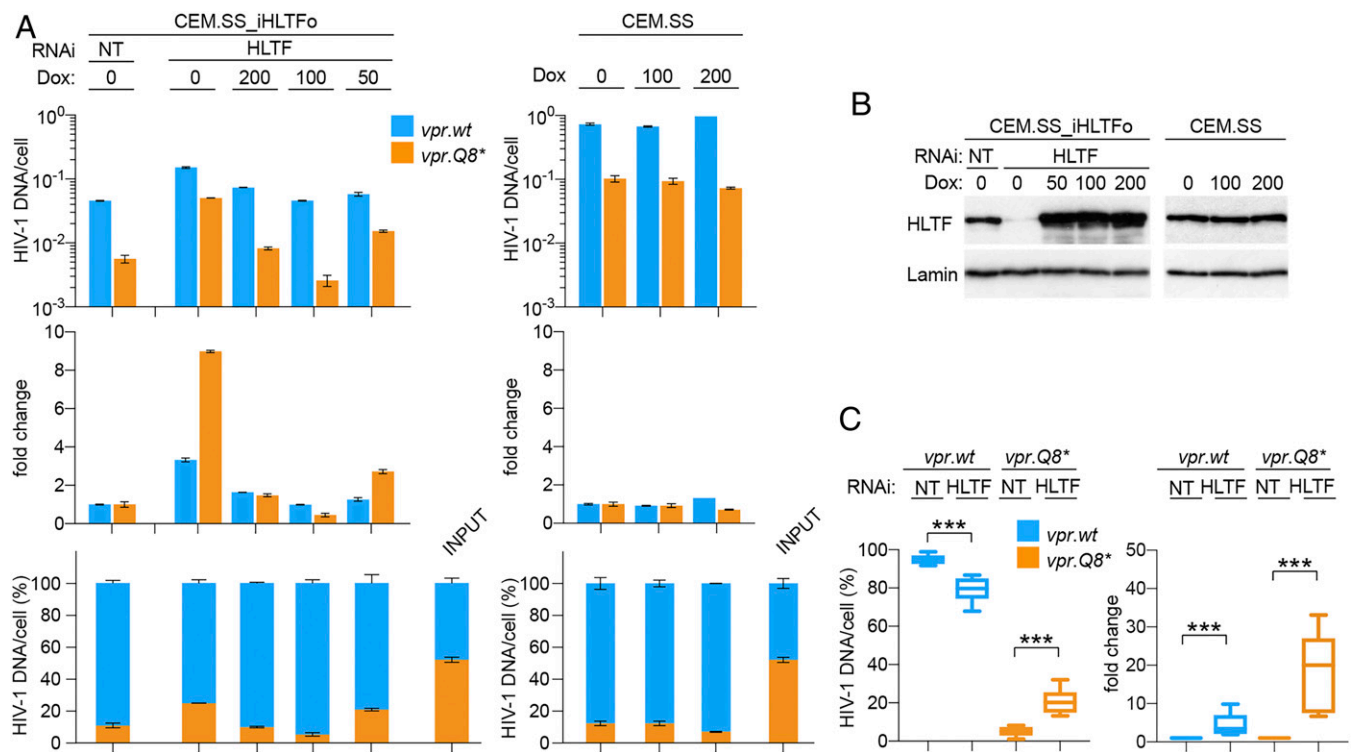 A
CEM.SS_iHLTFo
RNAi NT HLTF
Dox: 0 0 200 100 50
HIV-1 DNA/cell
10⁰
10⁻¹
10⁻²
10⁻³
vpr.wt
vpr.Q8*
fold change
10
8
6
4
2
0
INPUT
HIV-1 DNA/cell (%)
100
80
60
40
20
0
CEM.SS
Dox 0 100 200
HIV-1 DNA/cell
10⁰
10⁻¹
10⁻²
10⁻³
fold change
10
8
6
4
2
0
INPUT
HIV-1 DNA/cell (%)
100
80
60
40
20
0
B
CEM.SS_iHLTFo CEM.SS
RNAi: NT HLTF
Dox: 0 0 50 100 200 0 100 200
HLTF
Lamin
C
vpr.wt vpr.Q8*
RNAi: NT HLTF NT HLTF
vpr.wt
vpr.Q8*
***
***
HIV-1 DNA/cell (%)
100
80
60
40
20
0
vpr.wt vpr.Q8*
NT HLTF NT HLTF
***
***
fold change
50
40
30
20
10
0